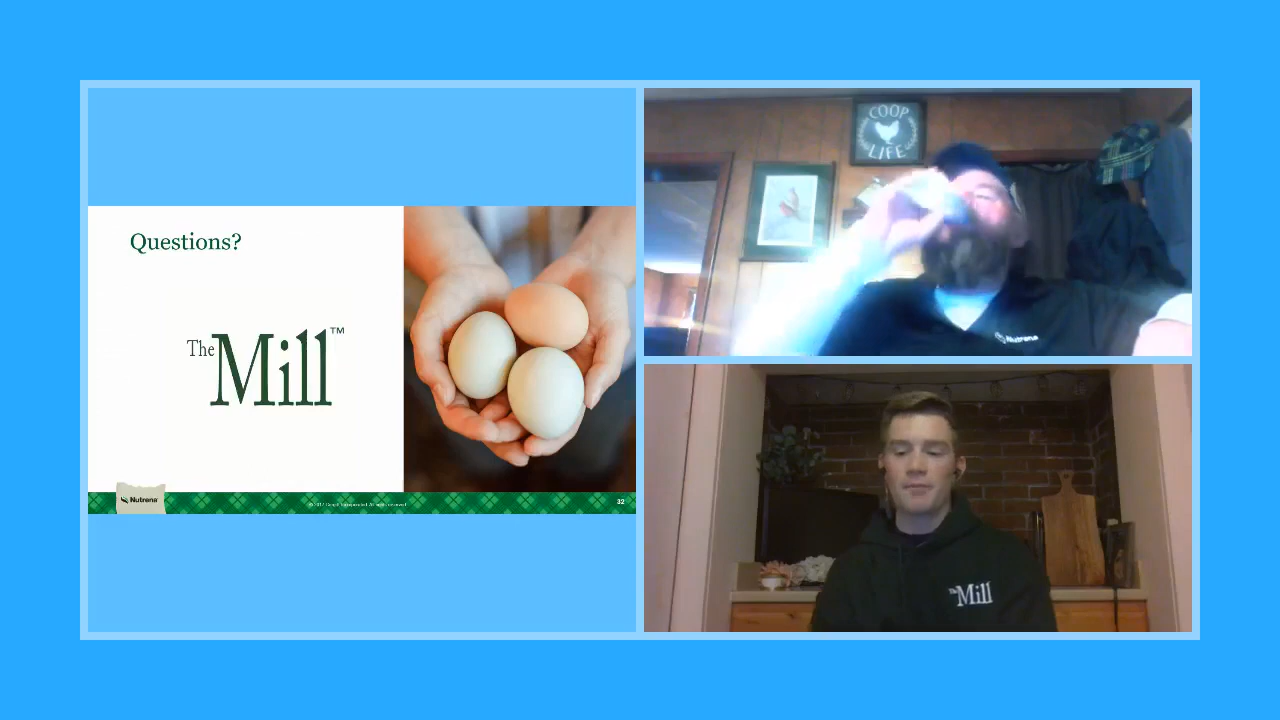 Questions?
The Mill™
Nutrena
32
COOP
LIFE
Nutrena
The Mill